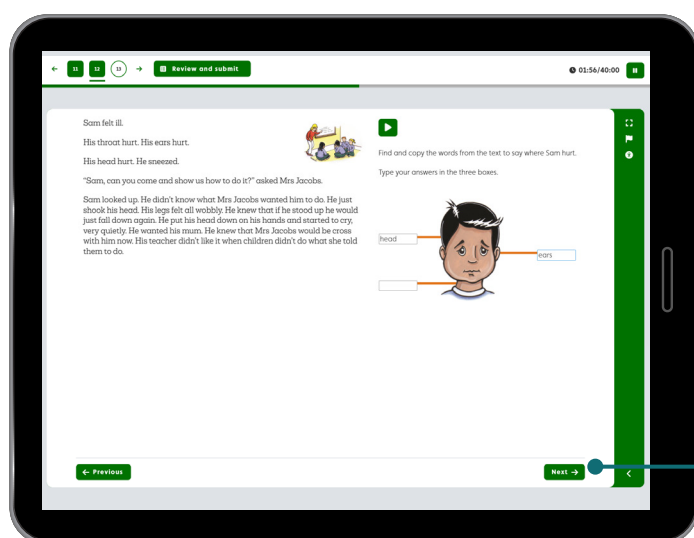 ← 11 12 13 → Review and submit
01:56/40:00
Sam felt ill.
His throat hurt. His ears hurt.
His head hurt. He sneezed.
"Sam, can you come and show us how to do it?" asked Mrs Jacobs.
Sam looked up. He didn't know what Mrs Jacobs wanted him to do. He just
shook his head. His legs felt all wobbly. He knew that if he stood up he would
just fall down again. He put his head down on his hands and started to cry,
very quietly. He wanted his mum. He knew that Mrs Jacobs would be cross
with him now. His teacher didn't like it when children didn't do what she told
them to do.
Find and copy the words from the text to say where Sam hurt.
Type your answers in the three boxes.
head
ears
← Previous
Next →